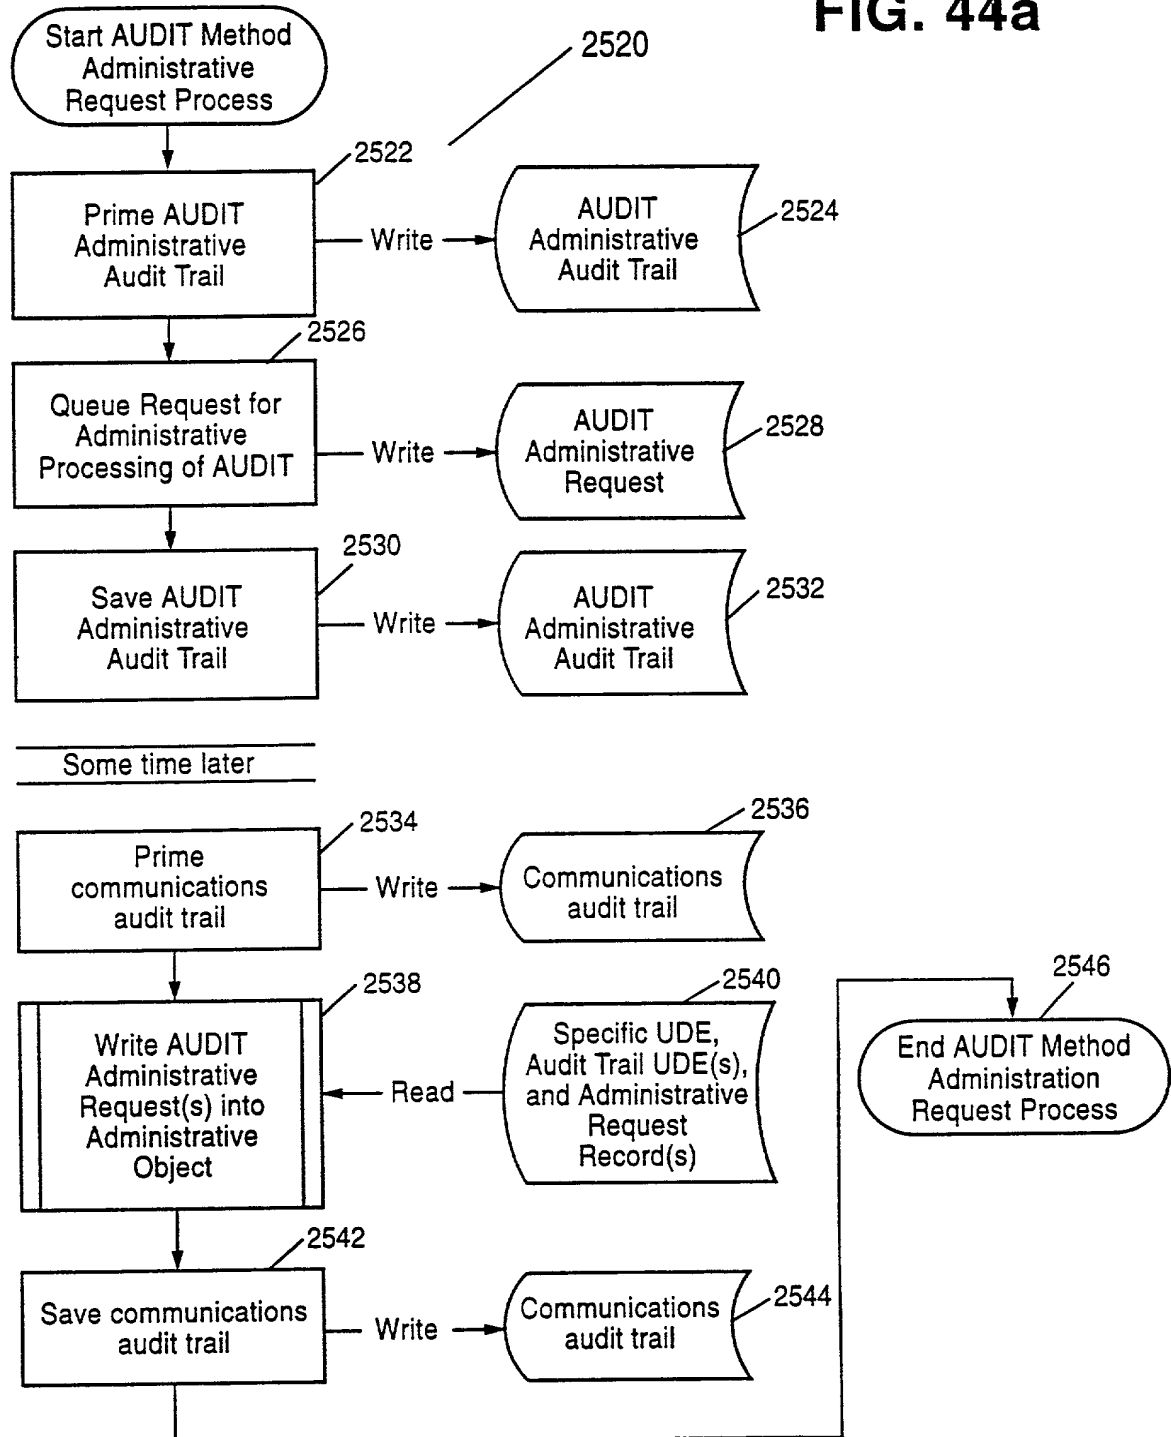 FIG. 44a
Start AUDIT Method
Administrative
Request Process
2520
2522
Prime AUDIT
Administrative
Audit Trail
Write
AUDIT
Administrative
Audit Trail
2524
2526
Queue Request for
Administrative
Processing of AUDIT
Write
AUDIT
Administrative
Request
2528
2530
Save AUDIT
Administrative
Audit Trail
Write
AUDIT
Administrative
Audit Trail
2532
Some time later
2534
Prime
communications
audit trail
Write
2536
Communications
audit trail
2538
Write AUDIT
Administrative
Request(s) into
Administrative
Object
Read
2540
Specific UDE,
Audit Trail UDE(s),
and Administrative
Request
Record(s)
2546
End AUDIT Method
Administration
Request Process
2542
Save communications
audit trail
Write
Communications
audit trail
2544